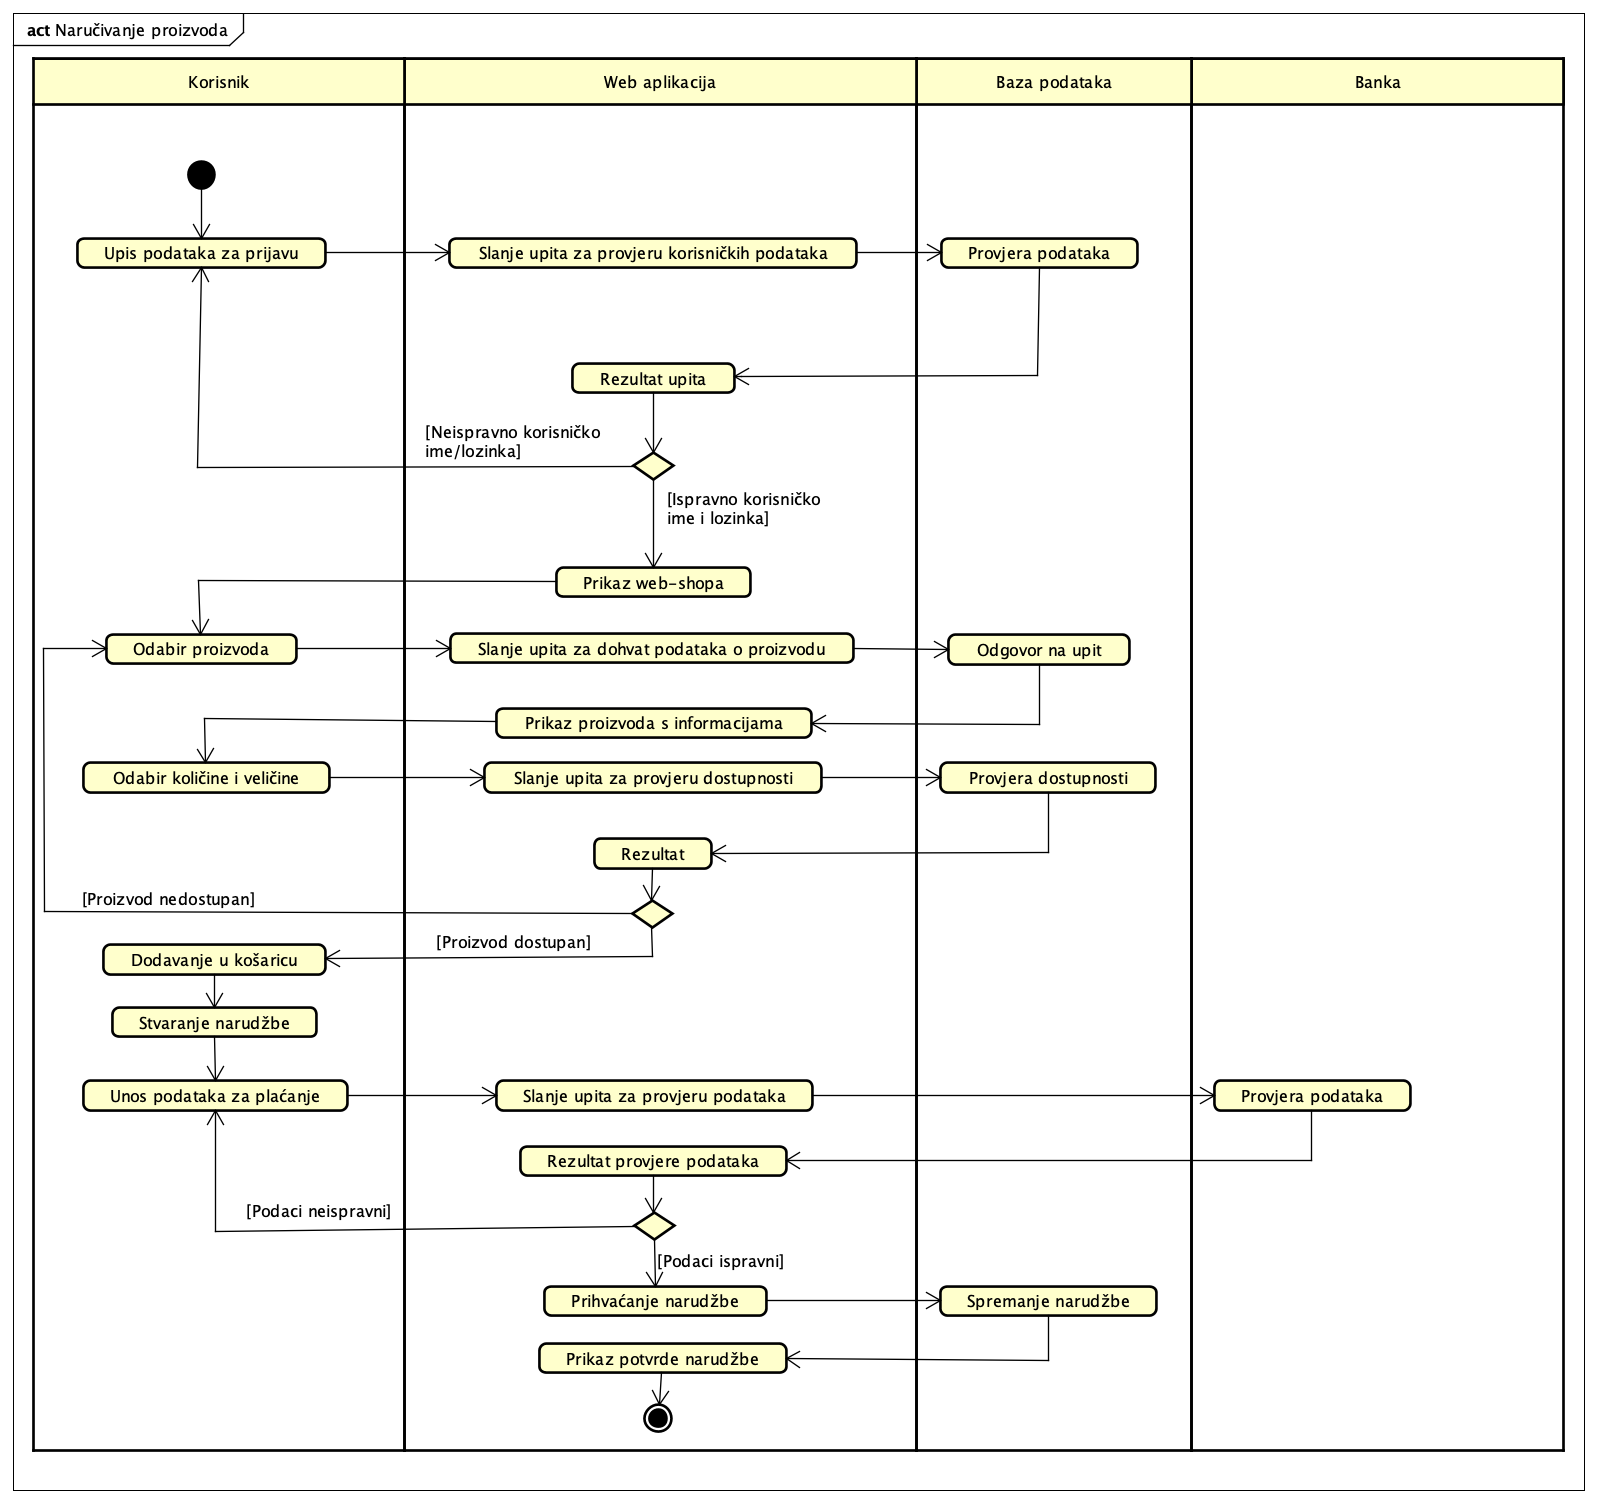 act Naručivanje proizvoda
Korisnik
Web aplikacija
Baza podataka
Banka
Upis podataka za prijavu
Slanje upita za provjeru korisničkih podataka
Provjera podataka
Rezultat upita
[Neispravno korisničko
ime/lozinka]
[Ispravno korisničko
ime i lozinka]
Prikaz web-shopa
Odabir proizvoda
Slanje upita za dohvat podataka o proizvodu
Odgovor na upit
Prikaz proizvoda s informacijama
Odabir količine i veličine
Slanje upita za provjeru dostupnosti
Provjera dostupnosti
Rezultat
[Proizvod nedostupan]
[Proizvod dostupan]
Dodavanje u košaricu
Stvaranje narudžbe
Unos podataka za plaćanje
Slanje upita za provjeru podataka
Provjera podataka
Rezultat provjere podataka
[Podaci neispravni]
[Podaci ispravni]
Prihvaćanje narudžbe
Spremanje narudžbe
Prikaz potvrde narudžbe